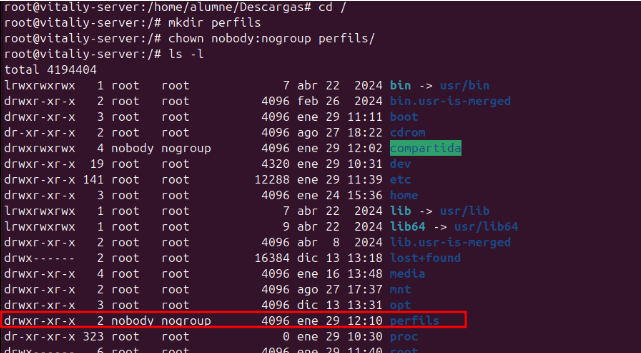 root@vitaliy-server:/home/alumne/Descargas# cd /
root@vitaliy-server:/# mkdir perfils
root@vitaliy-server:/# chown nobody:nogroup perfils/
root@vitaliy-server:/# ls -l
total 4194404
lrwxrwxrwx   1 root   root          7 abr 22  2024 bin -> usr/bin
drwxr-xr-x   2 root   root       4096 feb 26  2024 bin.usr-is-merged
drwxr-xr-x   3 root   root       4096 ene 29 11:11 boot
dr-xr-xr-x   2 root   root       4096 ago 27 18:22 cdrom
drwxrwxrwx   4 nobody nogroup    4096 ene 29 12:02 compartida
drwxr-xr-x  19 root   root       4320 ene 29 10:31 dev
drwxr-xr-x 141 root   root      12288 ene 29 11:39 etc
drwxr-xr-x   3 root   root       4096 ene 24 15:36 home
lrwxrwxrwx   1 root   root          7 abr 22  2024 lib -> usr/lib
lrwxrwxrwx   1 root   root          9 abr 22  2024 lib64 -> usr/lib64
drwxr-xr-x   2 root   root       4096 abr  8  2024 lib.usr-is-merged
drwx------   2 root   root      16384 dic 13 13:18 lost+found
drwxr-xr-x   4 root   root       4096 ene 16 13:48 media
drwxr-xr-x   2 root   root       4096 ago 27 17:37 mnt
drwxr-xr-x   3 root   root       4096 dic 13 13:31 opt
drwxr-xr-x   2 nobody nogroup    4096 ene 29 12:10 perfils
dr-xr-xr-x 323 root   root          0 ene 29 10:30 proc
drwx------   6 root   root       4096 ene 29 11:40 root